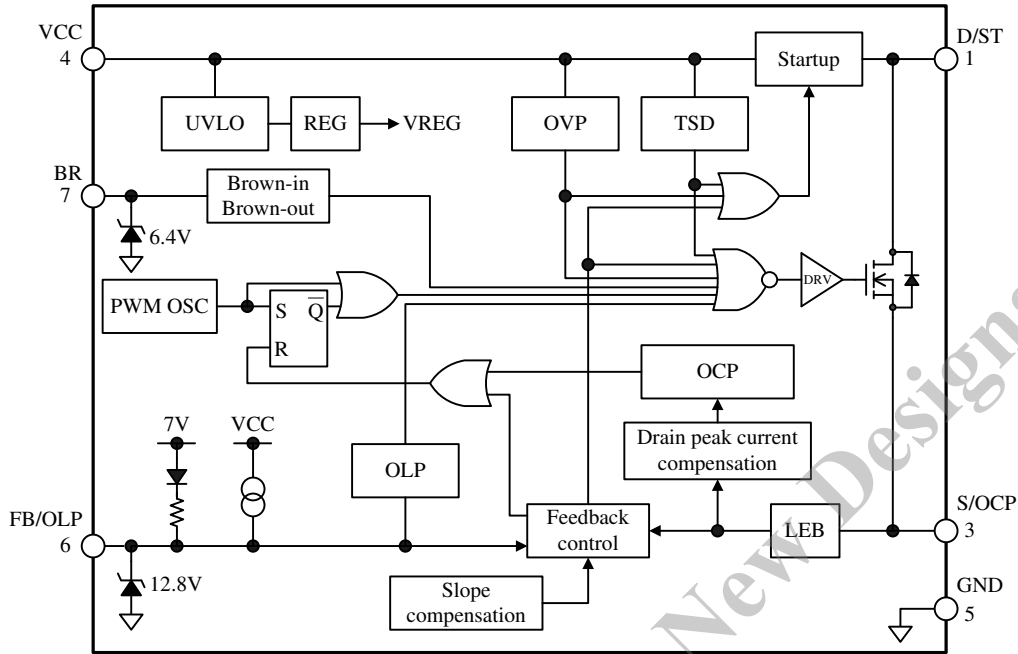 VCC
4
D/ST
1
Startup
UVLO
REG
VREG
OVP
TSD
BR
7
Brown-in
Brown-out
6.4V
PWM OSC
S
Q
R
DRV
OCP
7V
VCC
OLP
Drain peak current
compensation
FB/OLP
6
Feedback
control
LEB
S/OCP
3
12.8V
Slope
compensation
GND
5
New Designs